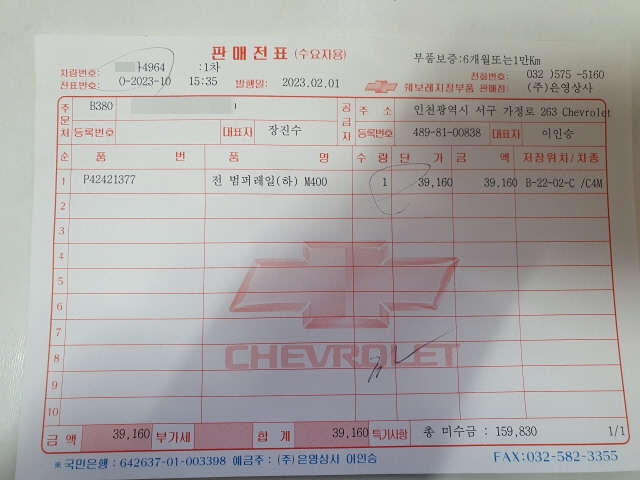 판매전표 (수요자용)
부품보증:6개월또는1만Km
차량번호: 4964 :1차
전화번호: 032 )575 -5160
전표번호: 0-2023-10 15:35 발행일: 2023.02.01
쉐보레지정부품 판매점: (주)은영상사
주문처 B380
공급자 주소 인천광역시 서구 가정로 263 Chevrolet
등록번호 대표자 장진수
등록번호 489-81-00838 대표자 이인승
순 품번 품명 수량 단가 금액 저장위치/차종
1 P42421377 전 범퍼레일(하) M400 1 39,160 39,160 B-22-02-C /C4M
2
3
4
5
6
7
8
9
10
CHEVROLET
금액 39,160 부가세 합계 39,160 특기사항 총 미수금 : 159,830 1/1
※국민은행 : 642637-01-003398 예금주 : (주)은영상사 이인승
FAX:032-582-3355